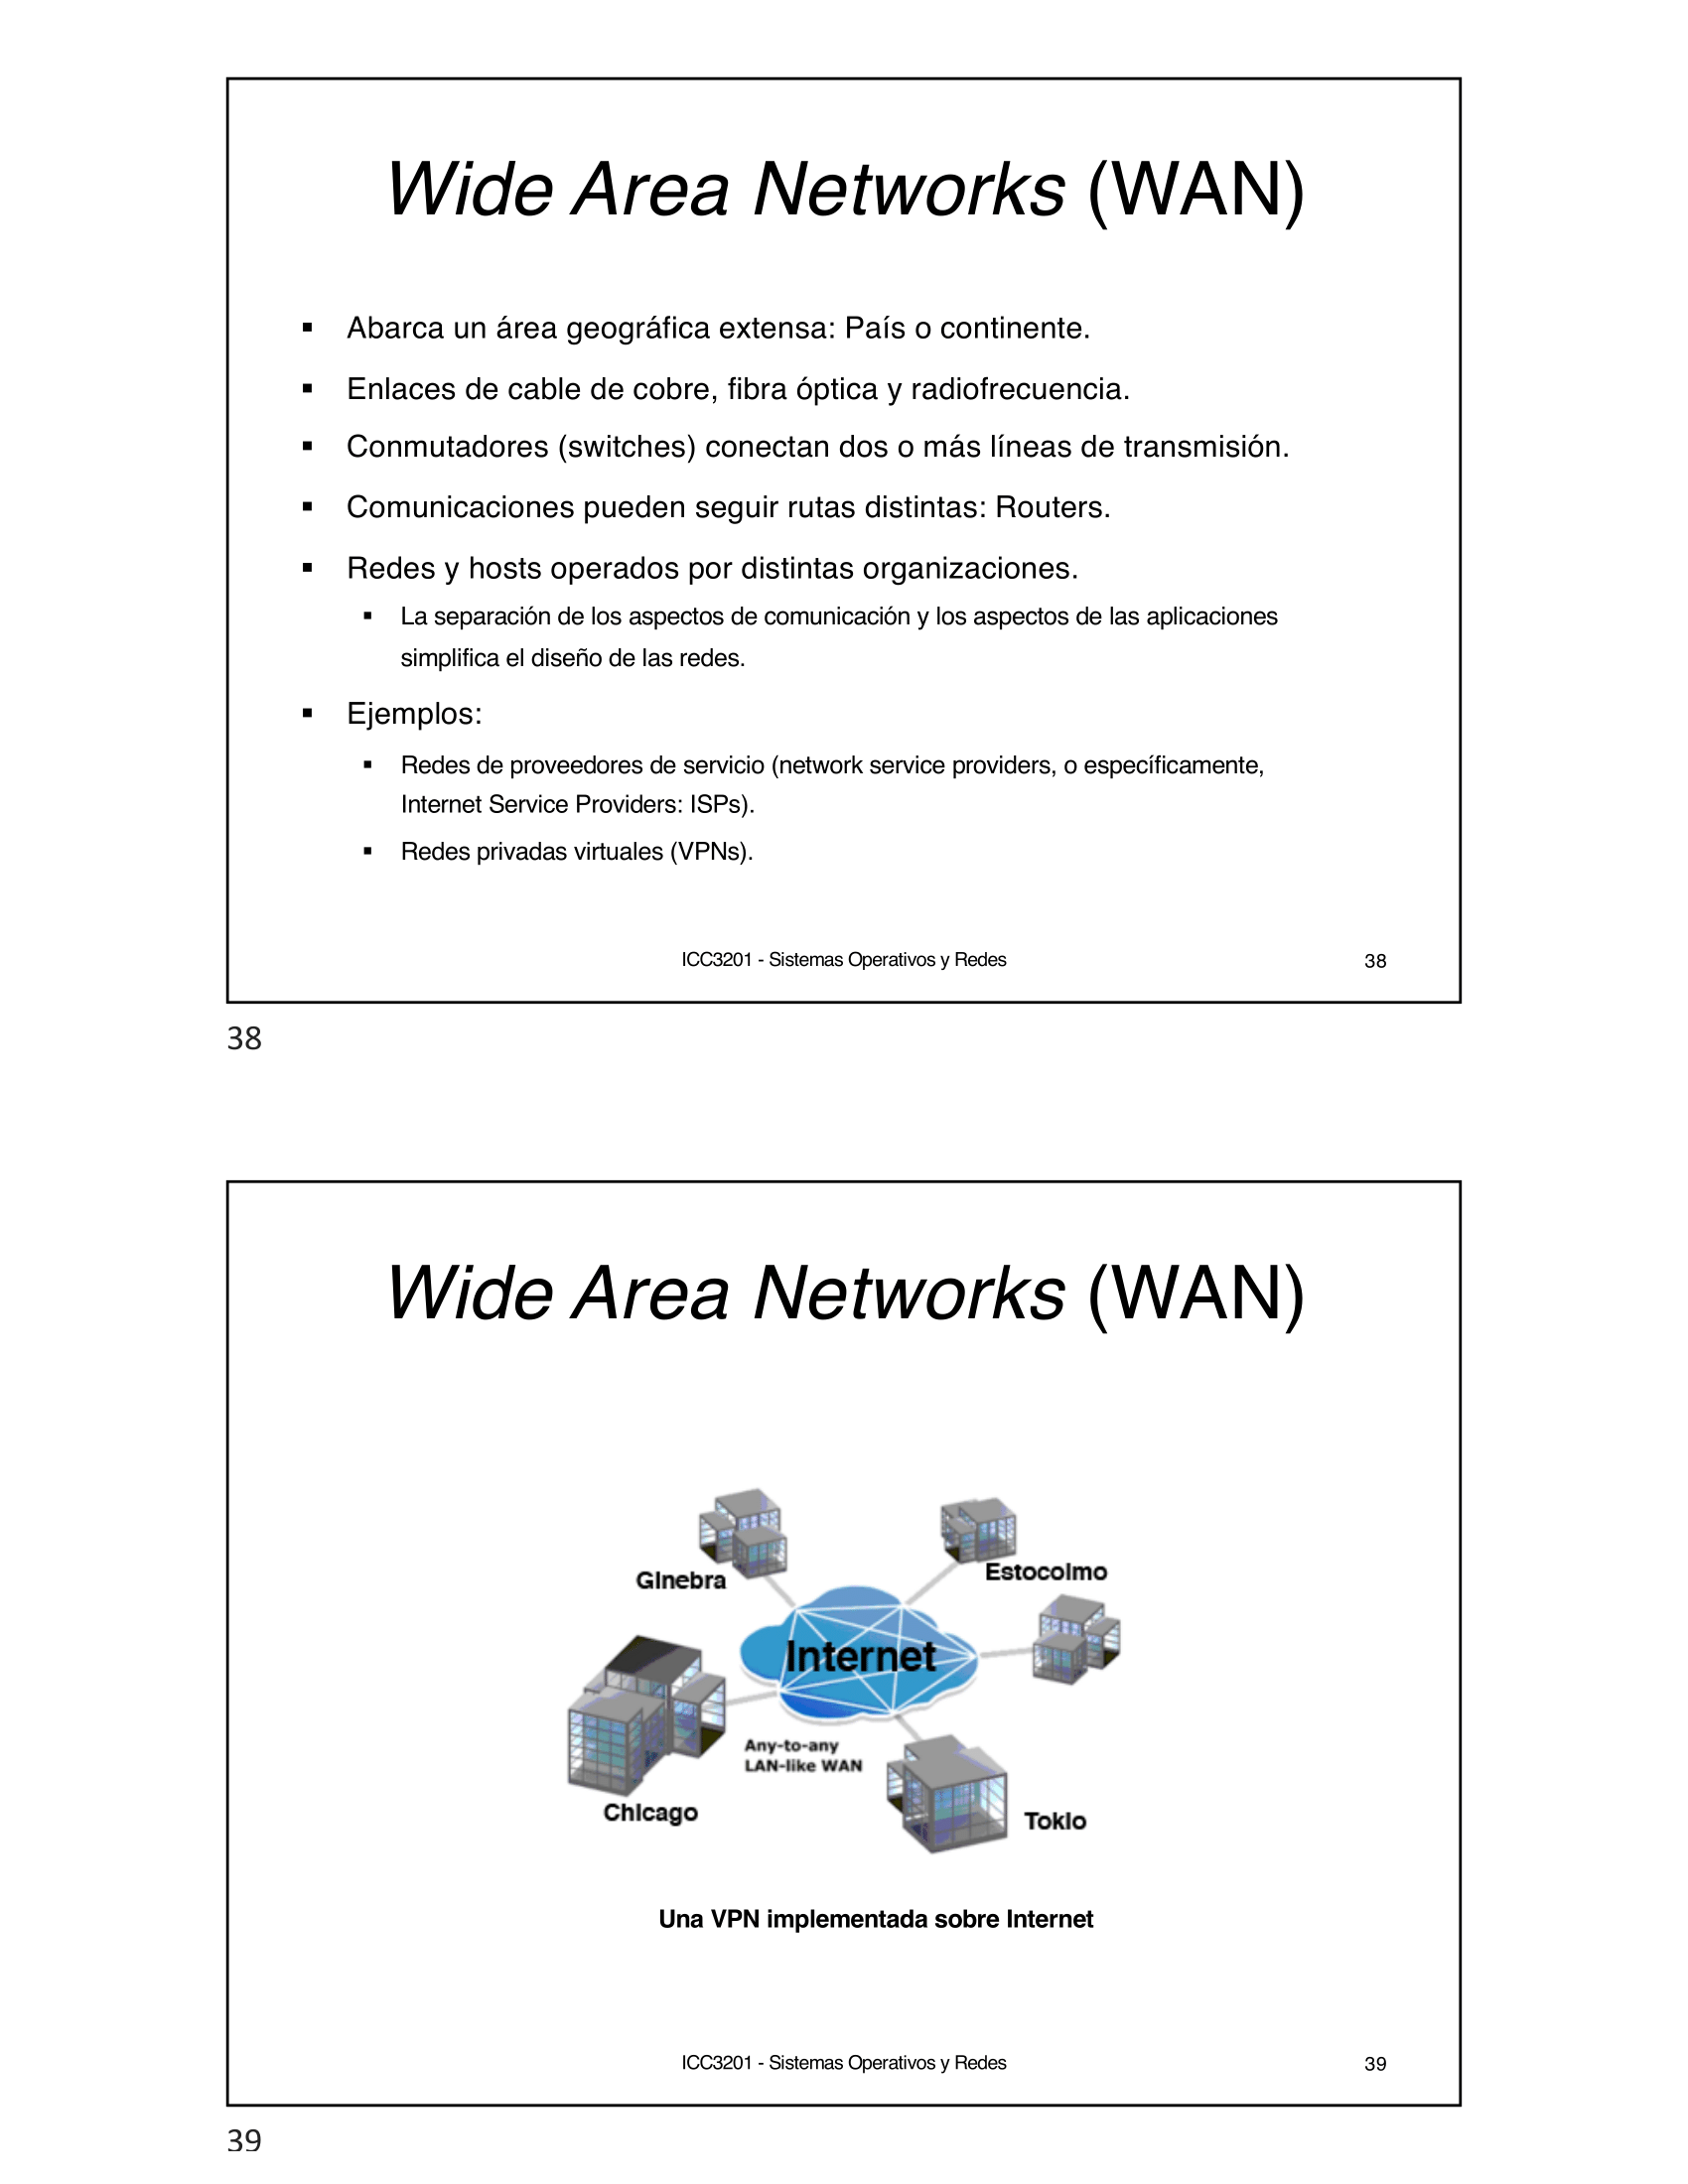 Wide Area Networks (WAN)
▪ Abarca un área geográfica extensa: País o continente.
▪ Enlaces de cable de cobre, fibra óptica y radiofrecuencia.
▪ Conmutadores (switches) conectan dos o más líneas de transmisión.
▪ Comunicaciones pueden seguir rutas distintas: Routers.
▪ Redes y hosts operados por distintas organizaciones.
▪ La separación de los aspectos de comunicación y los aspectos de las aplicaciones
simplifica el diseño de las redes.
▪ Ejemplos:
▪ Redes de proveedores de servicio (network service providers, o específicamente,
Internet Service Providers: ISPs).
▪ Redes privadas virtuales (VPNs).
ICC3201 - Sistemas Operativos y Redes 38
38
Wide Area Networks (WAN)
Ginebra
Estocolmo
Internet
Any-to-any
LAN-like WAN
Chicago
Tokio
Una VPN implementada sobre Internet
ICC3201 - Sistemas Operativos y Redes 39
39